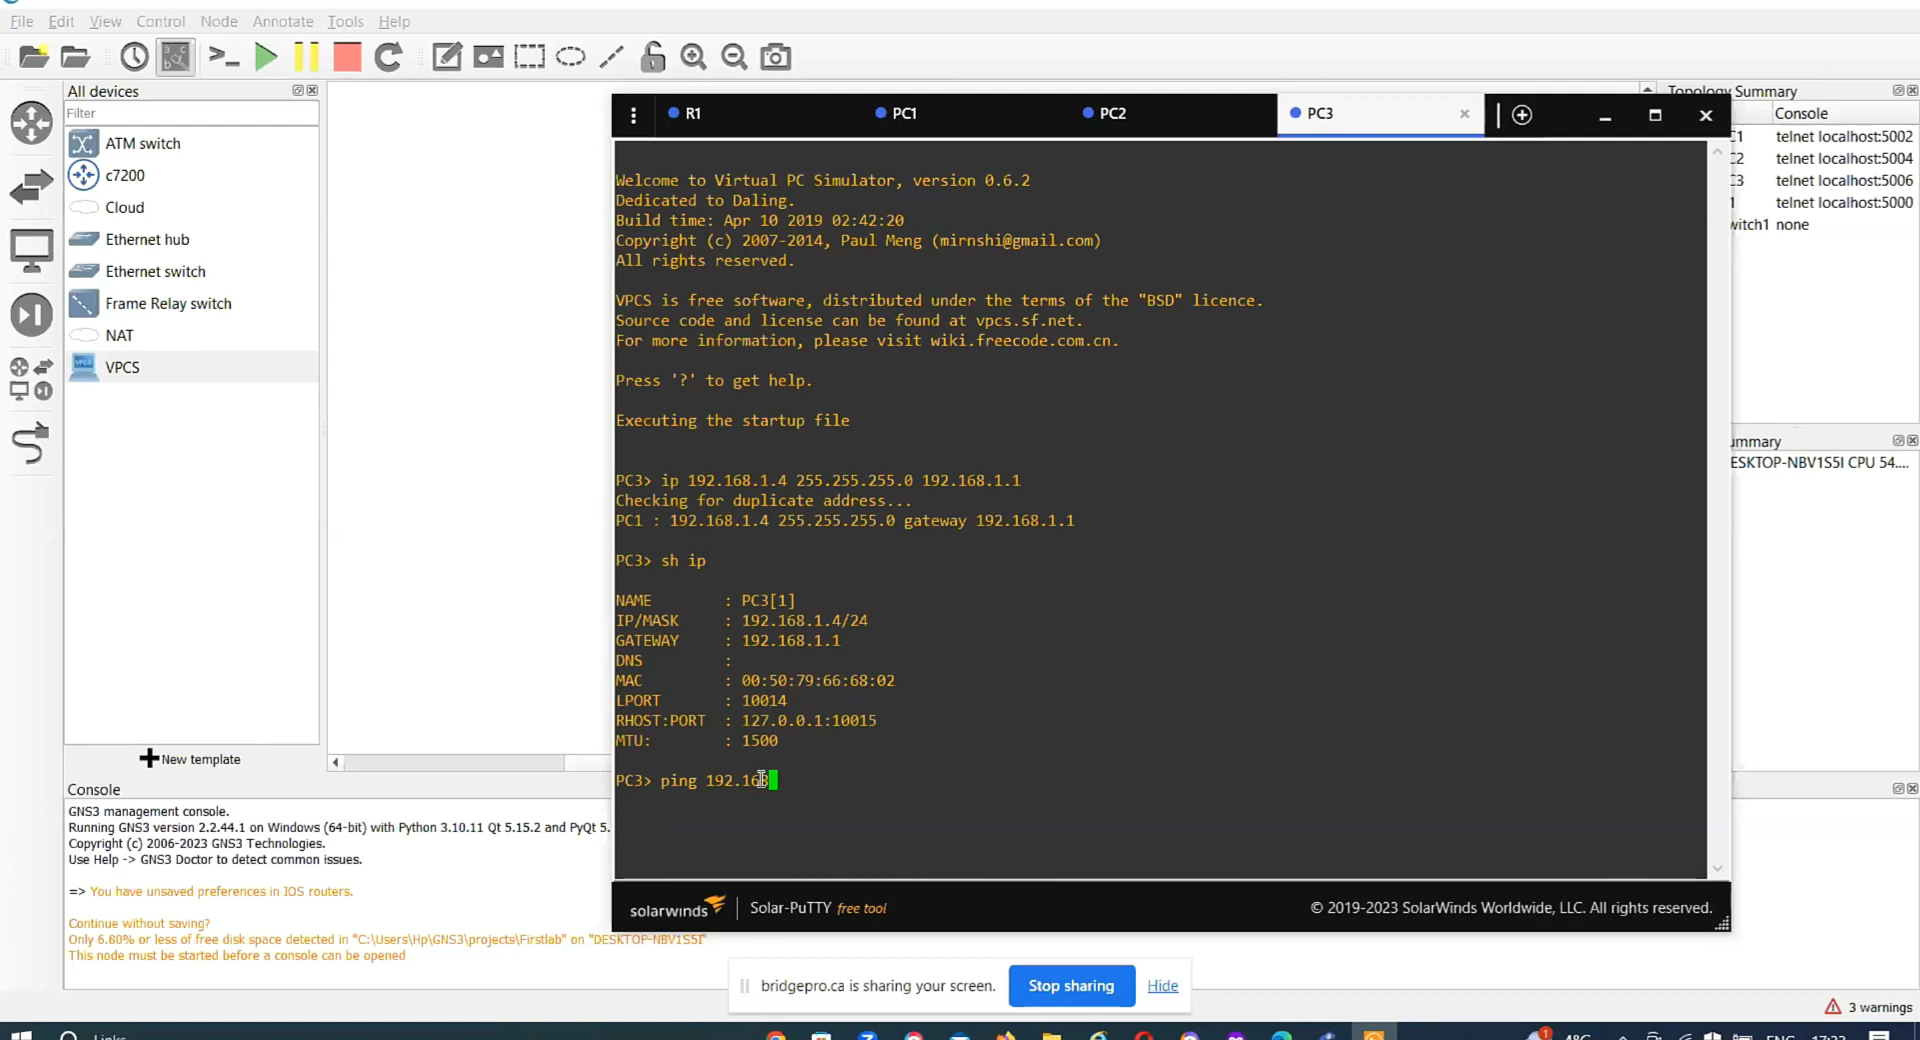 File Edit View Control Node Annotate Tools Help
All devices
Filter
ATM switch
c7200
Cloud
Ethernet hub
Ethernet switch
Frame Relay switch
NAT
VPCS
New template
R1
PC1
PC2
PC3
Welcome to Virtual PC Simulator, version 0.6.2
Dedicated to Daling.
Build time: Apr 10 2019 02:42:20
Copyright (c) 2007-2014, Paul Meng (mirnshi@gmail.com)
All rights reserved.
VPCS is free software, distributed under the terms of the "BSD" licence.
Source code and license can be found at vpcs.sf.net.
For more information, please visit wiki.freecode.com.cn.
Press '?' to get help.
Executing the startup file
PC3> ip 192.168.1.4 255.255.255.0 192.168.1.1
Checking for duplicate address...
PC1 : 192.168.1.4 255.255.255.0 gateway 192.168.1.1
PC3> sh ip
NAME : PC3[1]
IP/MASK : 192.168.1.4/24
GATEWAY : 192.168.1.1
DNS :
MAC : 00:50:79:66:68:02
LPORT : 10014
RHOST:PORT : 127.0.0.1:10015
MTU: : 1500
PC3> ping 192.168
solarwinds Solar-PuTTY free tool
© 2019-2023 SolarWinds Worldwide, LLC. All rights reserved.
Topology Summary
Console
C1 telnet localhost:5002
C2 telnet localhost:5004
C3 telnet localhost:5006
1 telnet localhost:5000
witch1 none
ummary
ESKTOP-NBV1S5I CPU 54....
Console
GNS3 management console.
Running GNS3 version 2.2.44.1 on Windows (64-bit) with Python 3.10.11 Qt 5.15.2 and PyQt 5.
Copyright (c) 2006-2023 GNS3 Technologies.
Use Help -> GNS3 Doctor to detect common issues.
=> You have unsaved preferences in IOS routers.
Continue without saving?
Only 6.80% or less of free disk space detected in "C:\Users\Hp\GNS3\projects\Firstlab" on "DESKTOP-NBV1S5I"
This node must be started before a console can be opened
bridgepro.ca is sharing your screen.
Stop sharing
Hide
3 warnings
Links